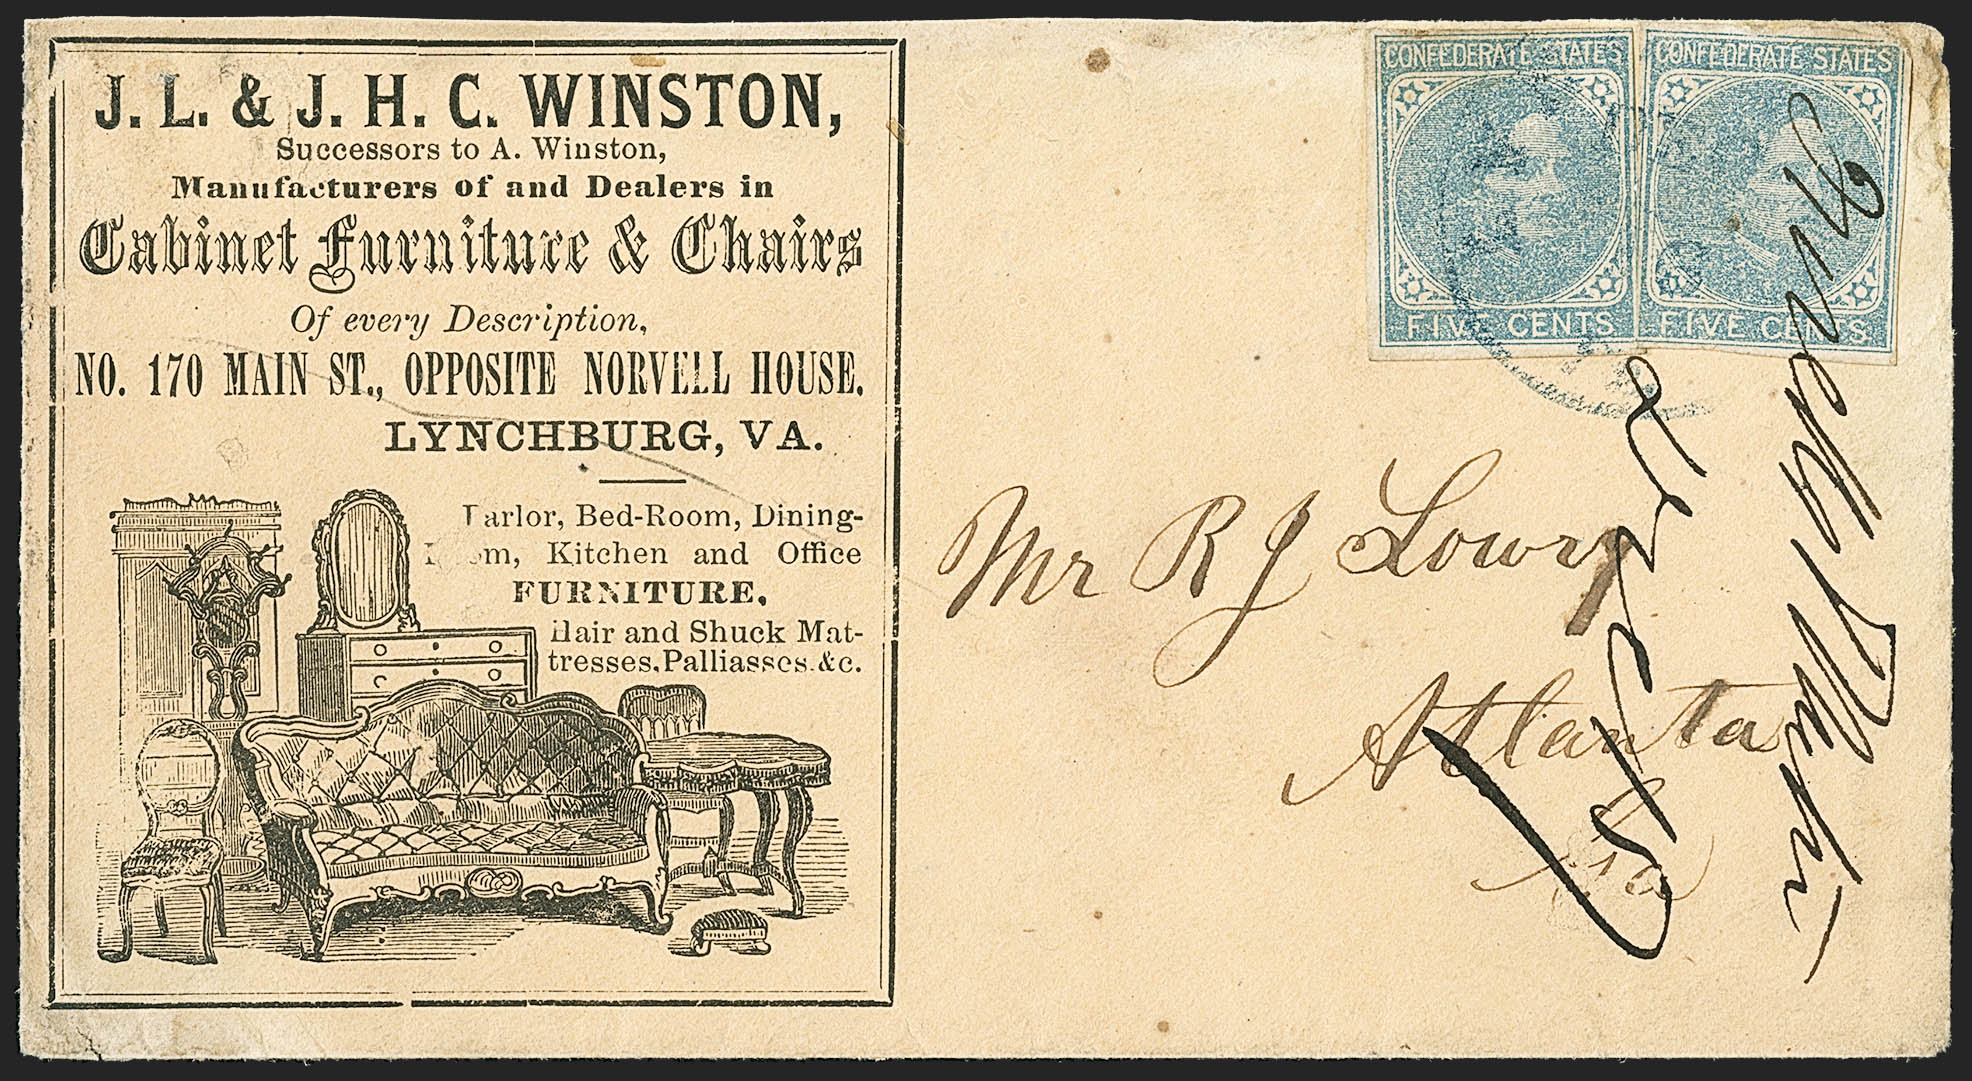 J. L. & J. H. C. WINSTON,
Successors to A. Winston,
Manufacturers of and Dealers in
Cabinet Furniture & Chairs
Of every Description,
NO. 170 MAIN ST., OPPOSITE NORVELL HOUSE.
LYNCHBURG, VA.
Parlor, Bed-Room, Dining-
Room, Kitchen and Office
FURNITURE,
Hair and Shuck Mat-
tresses, Palliasses, &c.
CONFEDERATE STATES
FIVE CENTS
CONFEDERATE STATES
FIVE CENTS
Mr R J Lowry
Atlanta